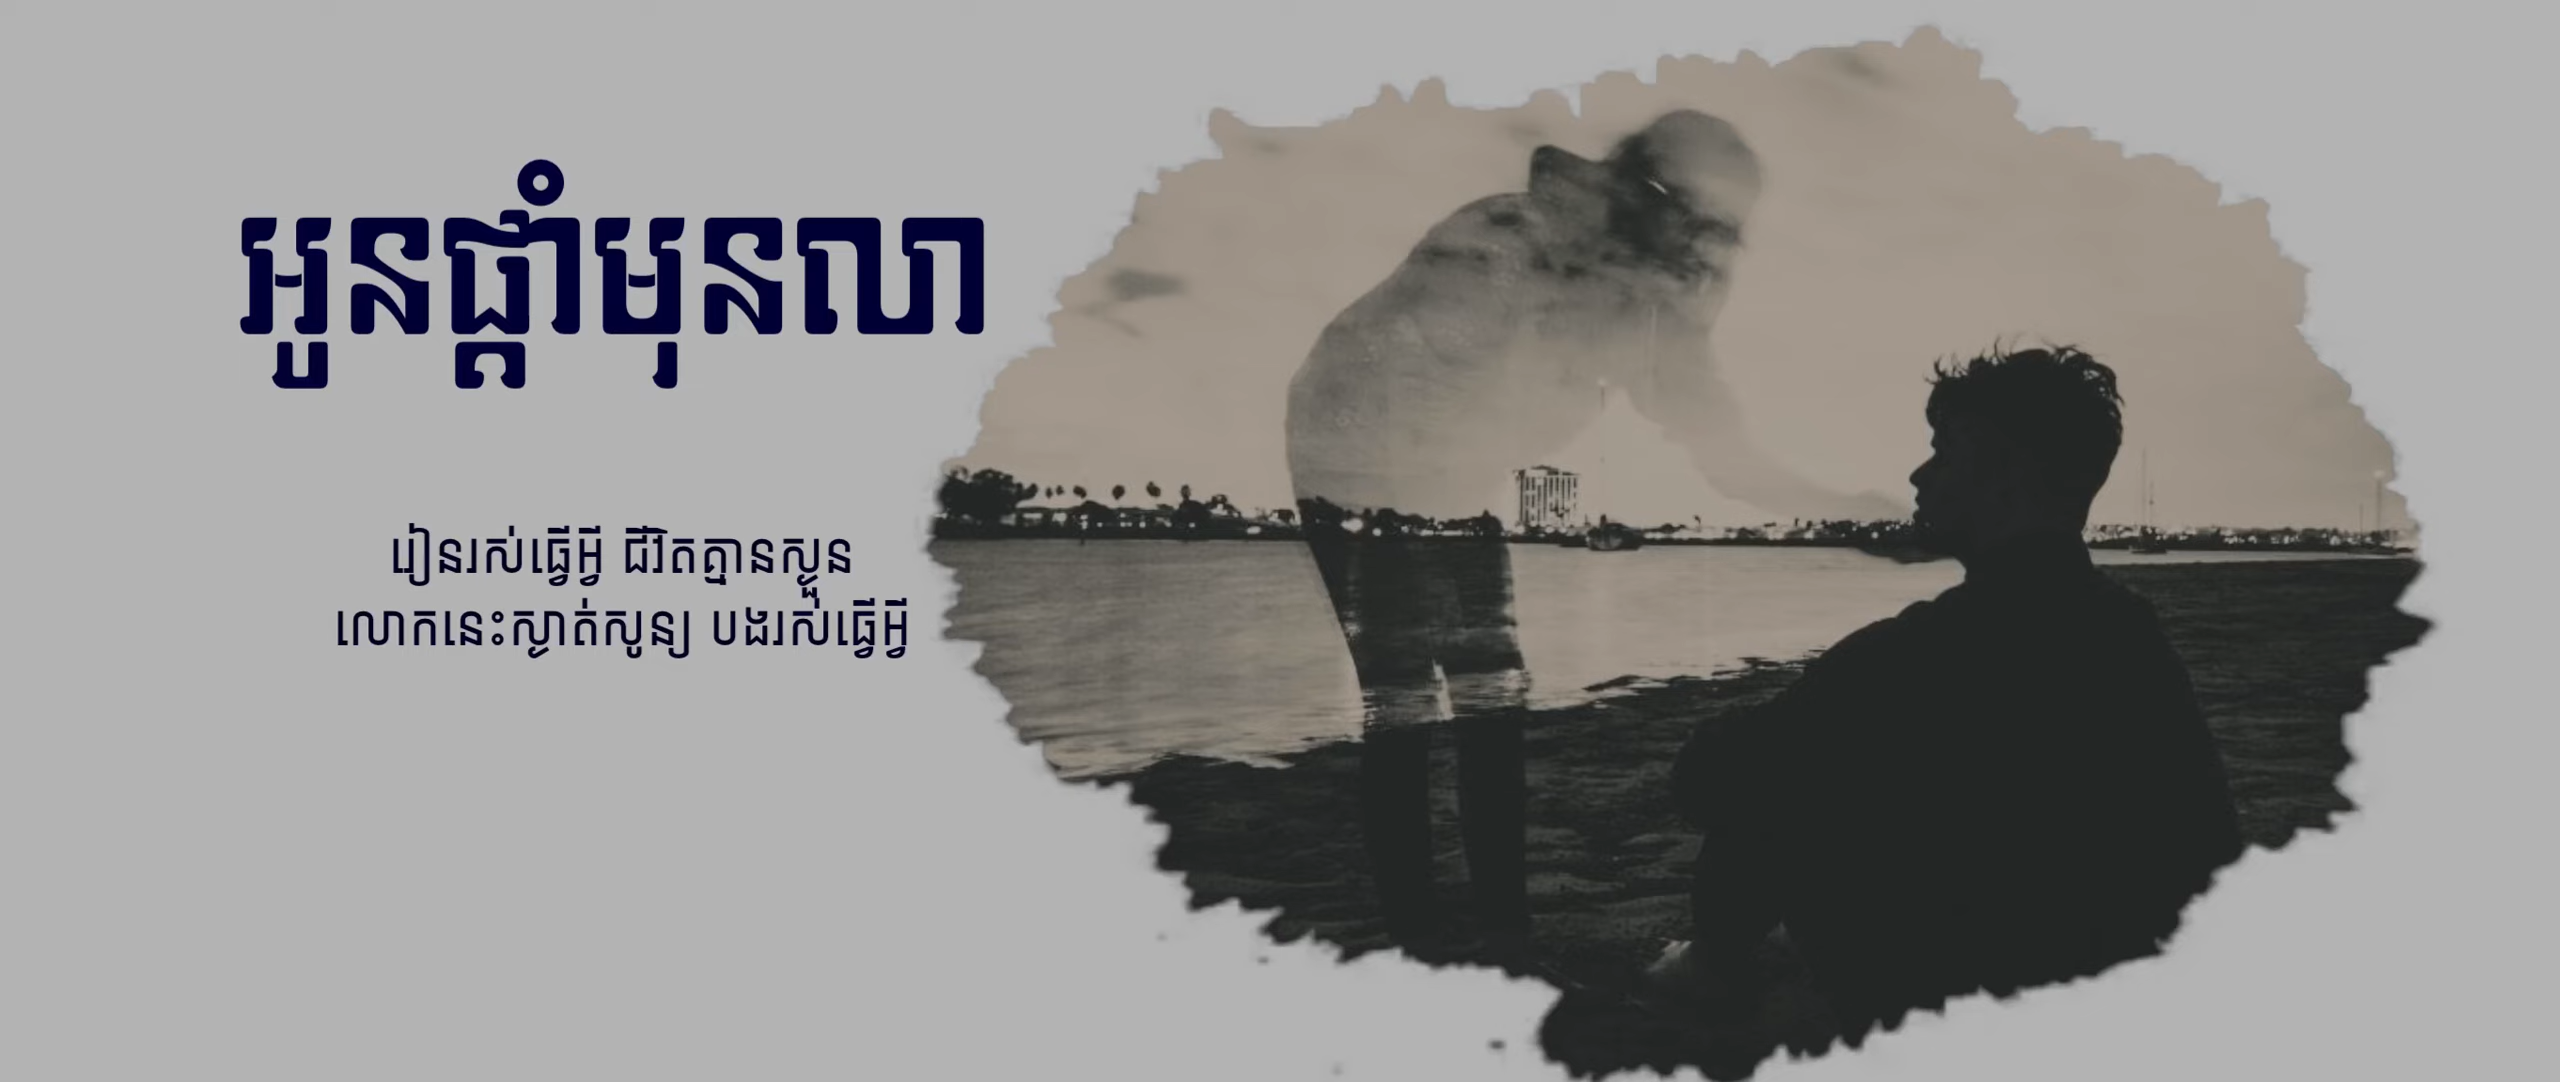 អូនផ្ដាំមុនលា
រៀនរស់ធ្វើអ្វី ជីវិតគ្មានស្ងួន
លោកនេះស្ងាត់សូន្យ បងរស់ធ្វើអ្វី